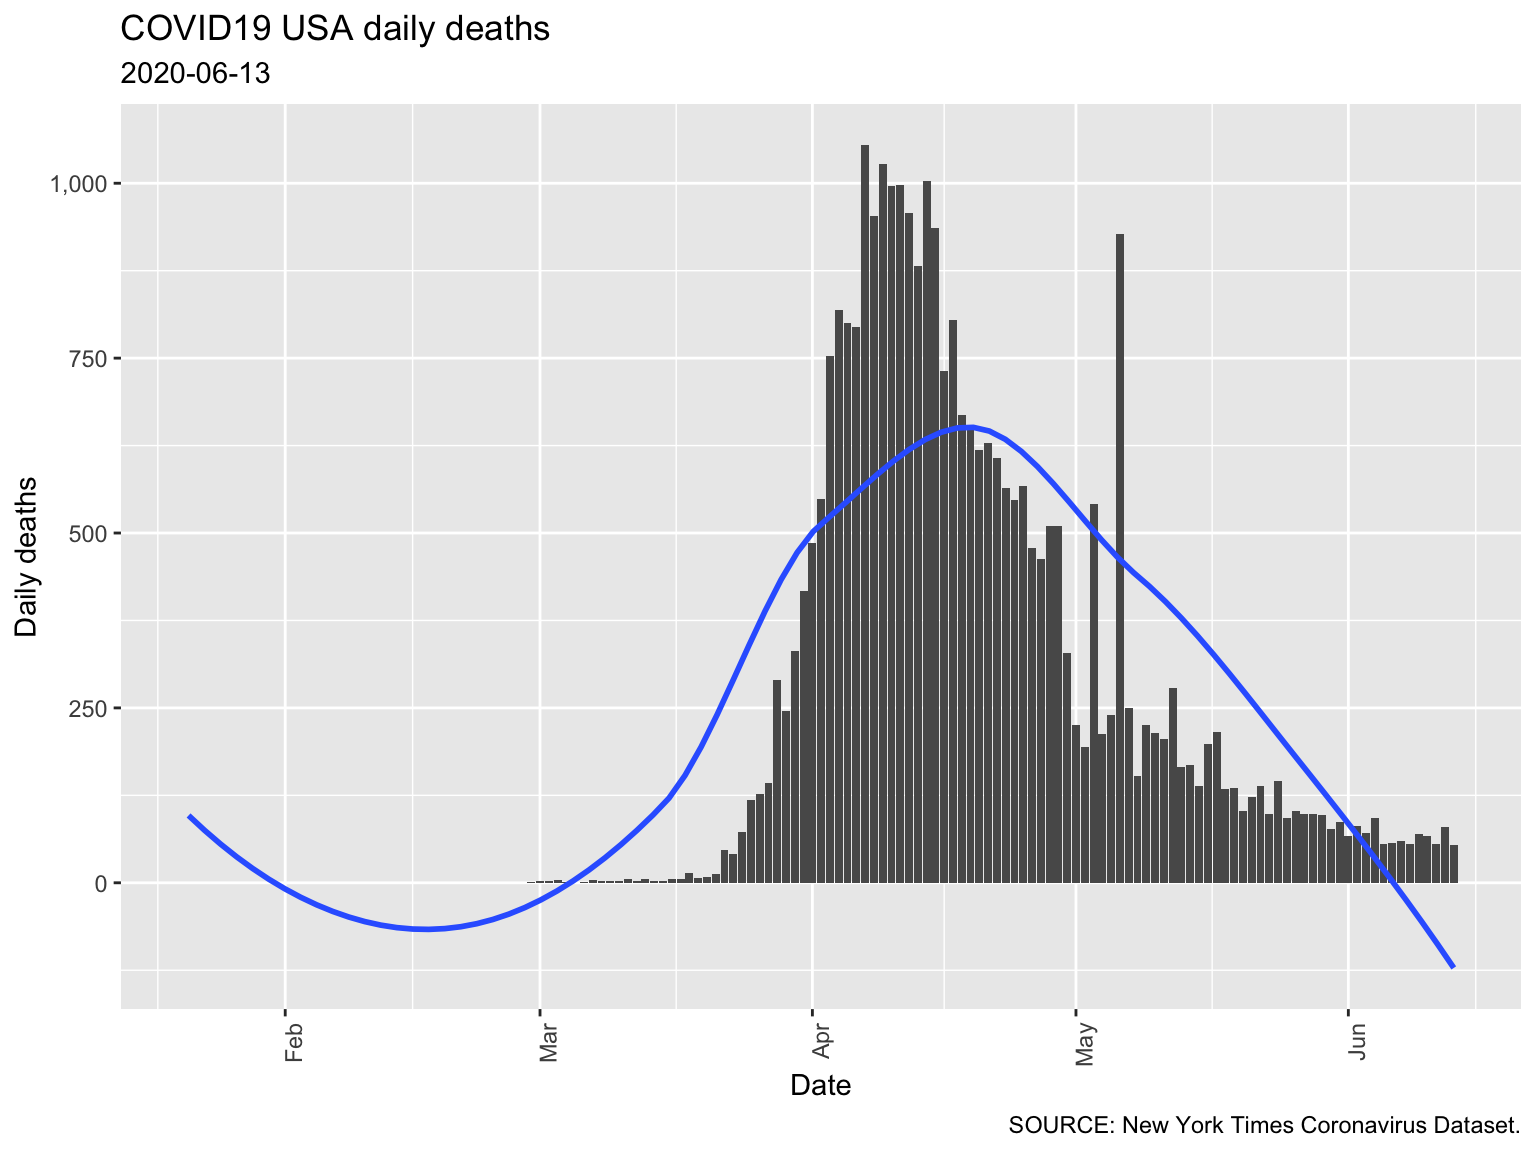 COVID19 USA daily deaths
2020-06-13
Daily deaths
1,000
750
500
250
0
Feb
Mar
Apr
May
Jun
Date
SOURCE: New York Times Coronavirus Dataset.